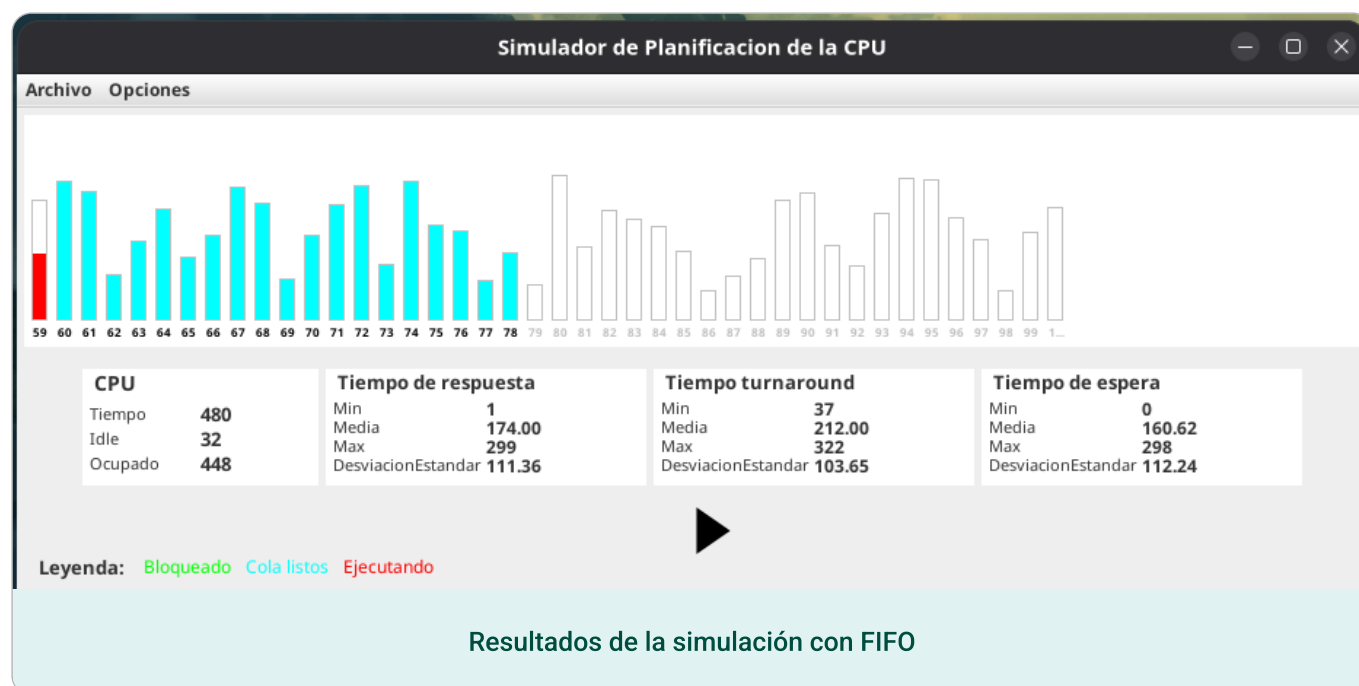 Simulador de Planificacion de la CPU
Archivo Opciones
59 60 61 62 63 64 65 66 67 68 69 70 71 72 73 74 75 76 77 78 79 80 81 82 83 84 85 86 87 88 89 90 91 92 93 94 95 96 97 98 99 1...
CPU
Tiempo 480
Idle 32
Ocupado 448
Tiempo de respuesta
Min 1
Media 174.00
Max 299
DesviacionEstandar 111.36
Tiempo turnaround
Min 37
Media 212.00
Max 322
DesviacionEstandar 103.65
Tiempo de espera
Min 0
Media 160.62
Max 298
DesviacionEstandar 112.24
Leyenda: Bloqueado Cola listos Ejecutando
Resultados de la simulación con FIFO